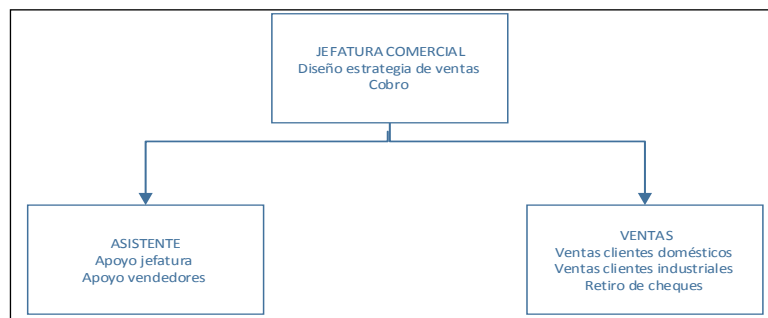 JEFATURA COMERCIAL
Diseño estrategia de ventas
Cobro
ASISTENTE
Apoyo jefatura
Apoyo vendedores
VENTAS
Ventas clientes domésticos
Ventas clientes industriales
Retiro de cheques